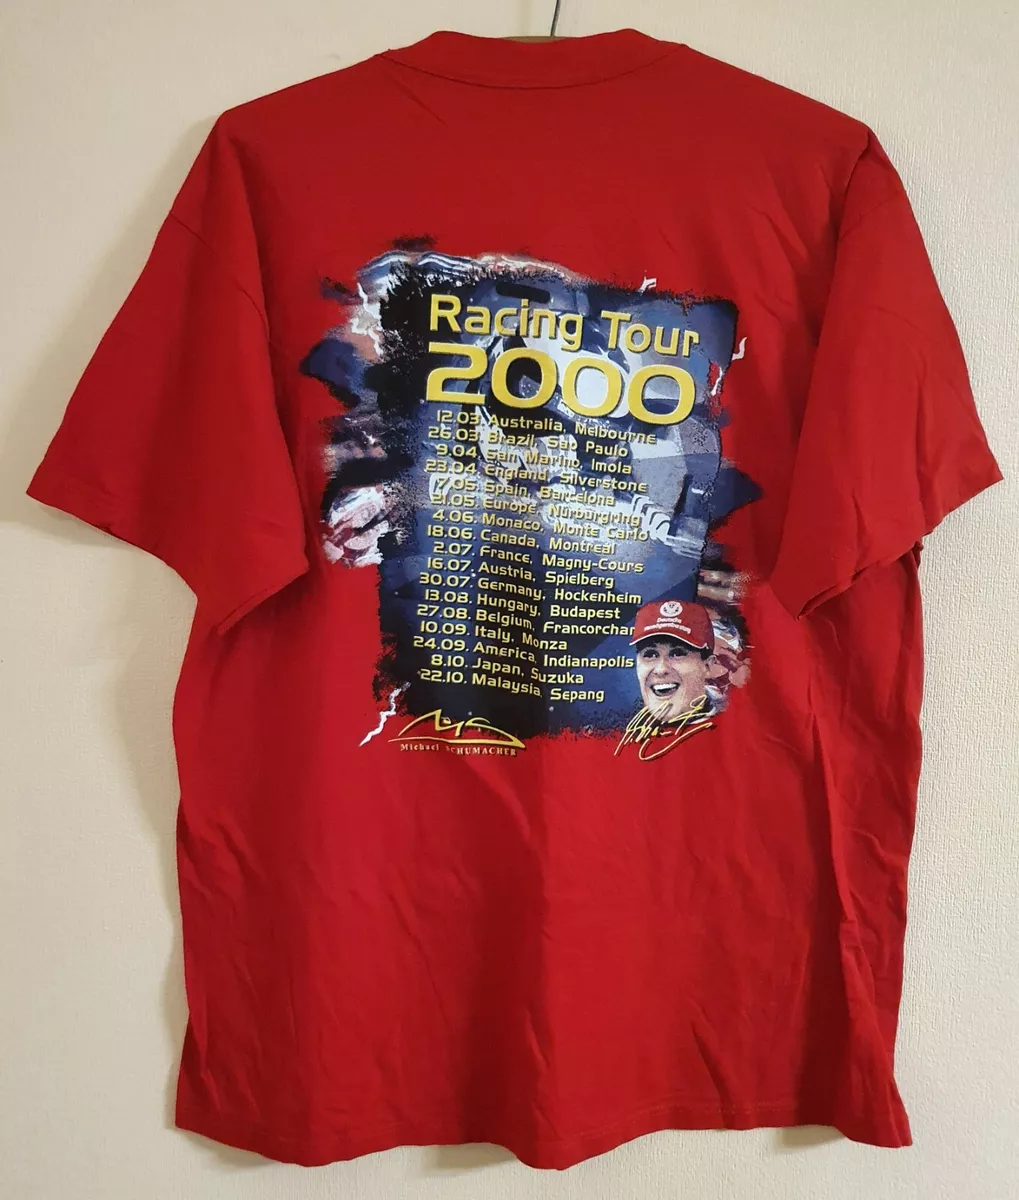 Racing Tour
2000
12.03. Australia, Melbourne
26.03. Brazil, Sao Paulo
9.04. San Marino, Imola
23.04. England, Silverstone
7.05. Spain, Barcelona
21.05. Europe, Nürburgring
4.06. Monaco, Monte Carlo
18.06. Canada, Montreal
2.07. France, Magny-Cours
16.07. Austria, Spielberg
30.07. Germany, Hockenheim
13.08. Hungary, Budapest
27.08. Belgium, Francorchar
10.09. Italy, Monza
24.09. America, Indianapolis
8.10. Japan, Suzuka
22.10. Malaysia, Sepang
Deutsche
Vermögensberatung
Michael SCHUMACHER